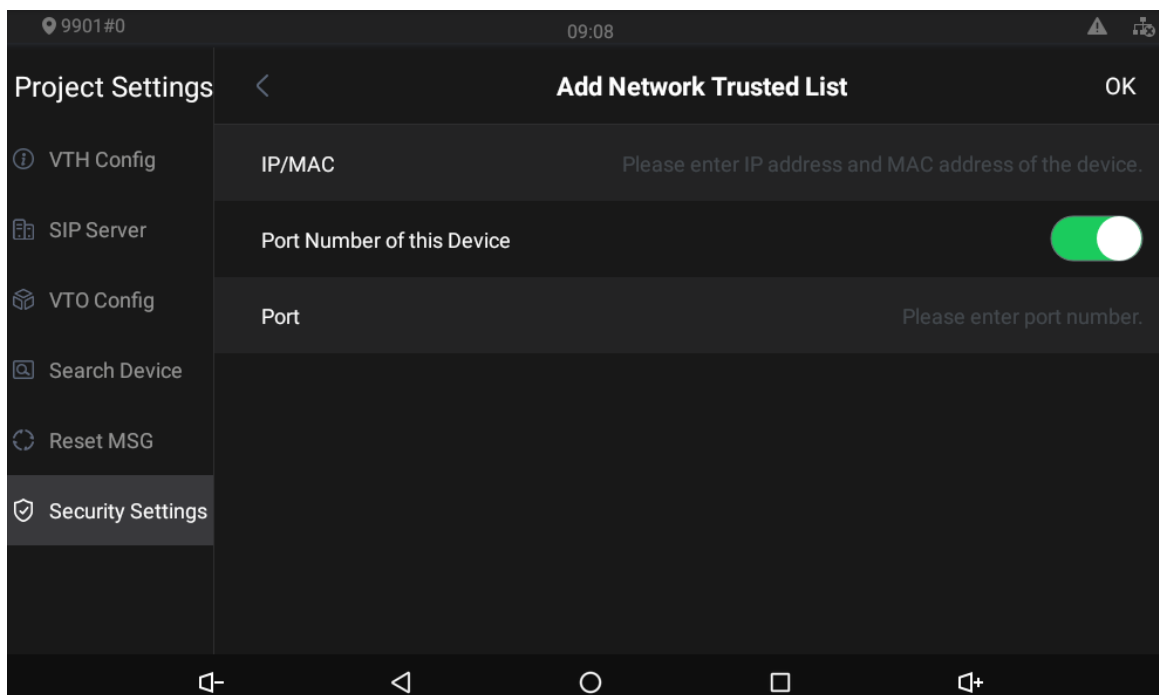 9901#0
09:08
Project Settings
Add Network Trusted List
OK
VTH Config
IP/MAC
Please enter IP address and MAC address of the device.
SIP Server
Port Number of this Device
VTO Config
Port
Please enter port number.
Search Device
Reset MSG
Security Settings